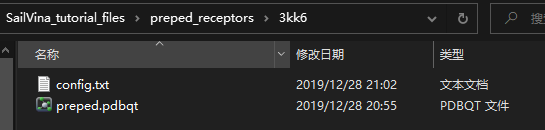 SailVina_tutorial_files > preped_receptors > 3kk6
名称 修改日期 类型
config.txt 2019/12/28 21:02 文本文档
preped.pdbqt 2019/12/28 20:55 PDBQT 文件